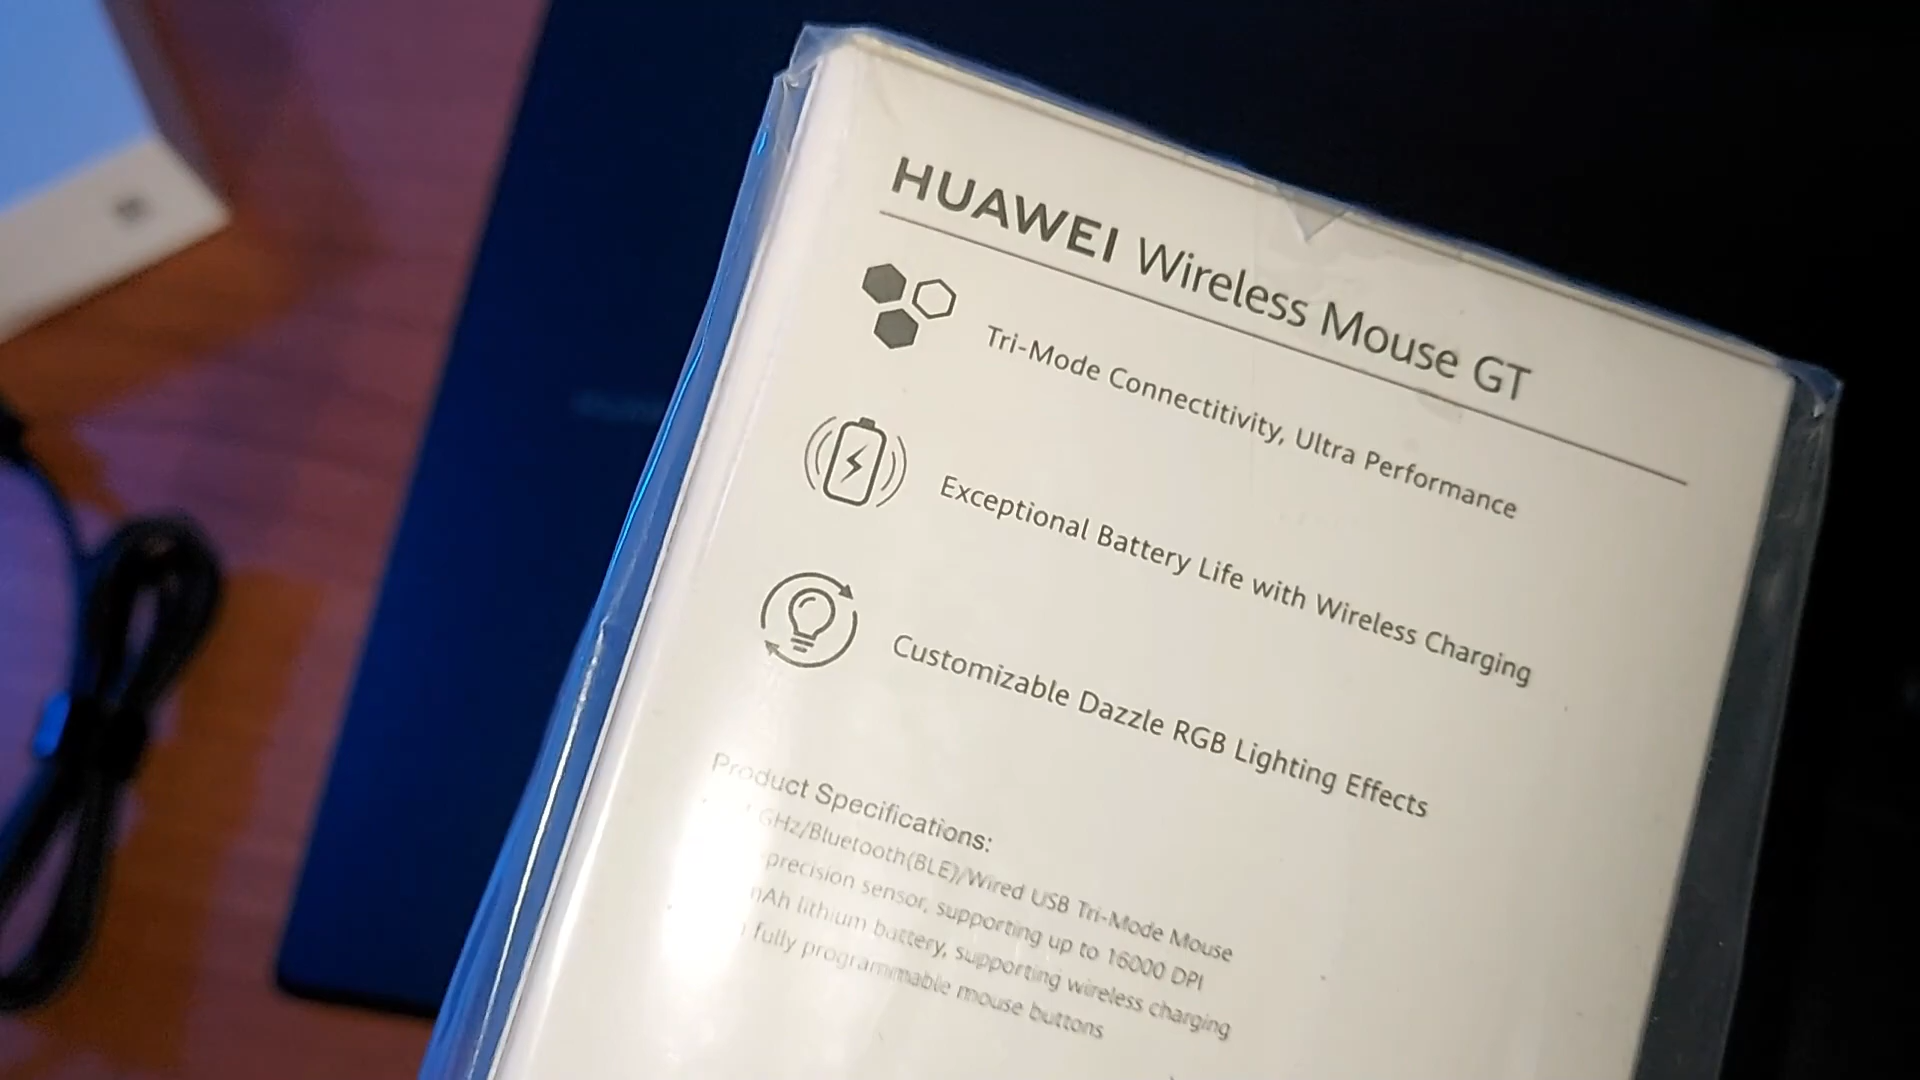 HUAWEI Wireless Mouse GT
Tri-Mode Connectitivity, Ultra Performance
Exceptional Battery Life with Wireless Charging
Customizable Dazzle RGB Lighting Effects
Product Specifications:
GHz/Bluetooth(BLE)/Wired USB Tri-Mode Mouse
precision sensor, supporting up to 16000 DPI
mAh lithium battery, supporting wireless charging
fully programmable mouse buttons